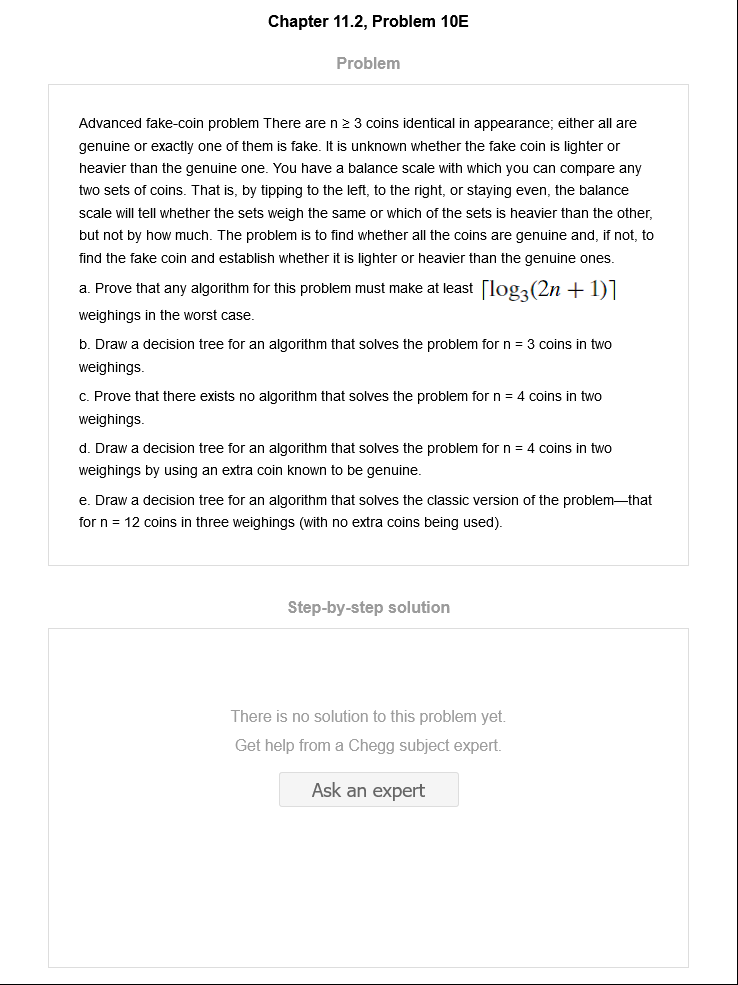 Chapter 11.2, Problem 10E
Problem
Advanced fake-coin problem There are n ≥ 3 coins identical in appearance; either all are
genuine or exactly one of them is fake. It is unknown whether the fake coin is lighter or
heavier than the genuine one. You have a balance scale with which you can compare any
two sets of coins. That is, by tipping to the left, to the right, or staying even, the balance
scale will tell whether the sets weigh the same or which of the sets is heavier than the other,
but not by how much. The problem is to find whether all the coins are genuine and, if not, to
find the fake coin and establish whether it is lighter or heavier than the genuine ones.
a. Prove that any algorithm for this problem must make at least ⌈log₃(2n + 1)⌉
weighings in the worst case.
b. Draw a decision tree for an algorithm that solves the problem for n = 3 coins in two
weighings.
c. Prove that there exists no algorithm that solves the problem for n = 4 coins in two
weighings.
d. Draw a decision tree for an algorithm that solves the problem for n = 4 coins in two
weighings by using an extra coin known to be genuine.
e. Draw a decision tree for an algorithm that solves the classic version of the problem—that
for n = 12 coins in three weighings (with no extra coins being used).
Step-by-step solution
There is no solution to this problem yet.
Get help from a Chegg subject expert.
Ask an expert